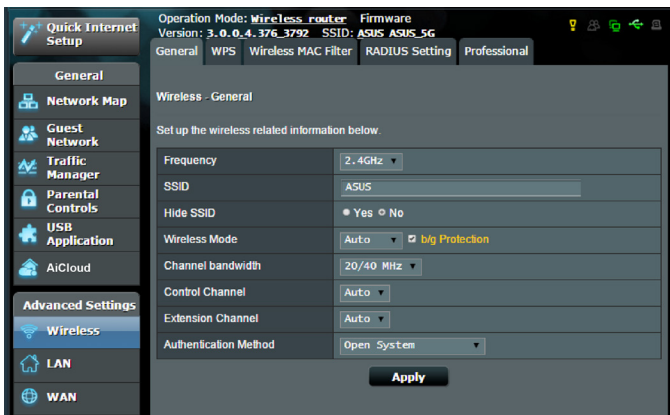 Quick Internet
Setup
Operation Mode: Wireless router Firmware
Version: 3.0.0.4.376_3792 SSID: ASUS ASUS_5G
General WPS Wireless MAC Filter RADIUS Setting Professional
General
Network Map
Guest
Network
Traffic
Manager
Parental
Controls
USB
Application
AiCloud
Advanced Settings
Wireless
LAN
WAN
Wireless - General
Set up the wireless related information below.
Frequency 2.4GHz
SSID ASUS
Hide SSID Yes No
Wireless Mode Auto b/g Protection
Channel bandwidth 20/40 MHz
Control Channel Auto
Extension Channel Auto
Authentication Method Open System
Apply